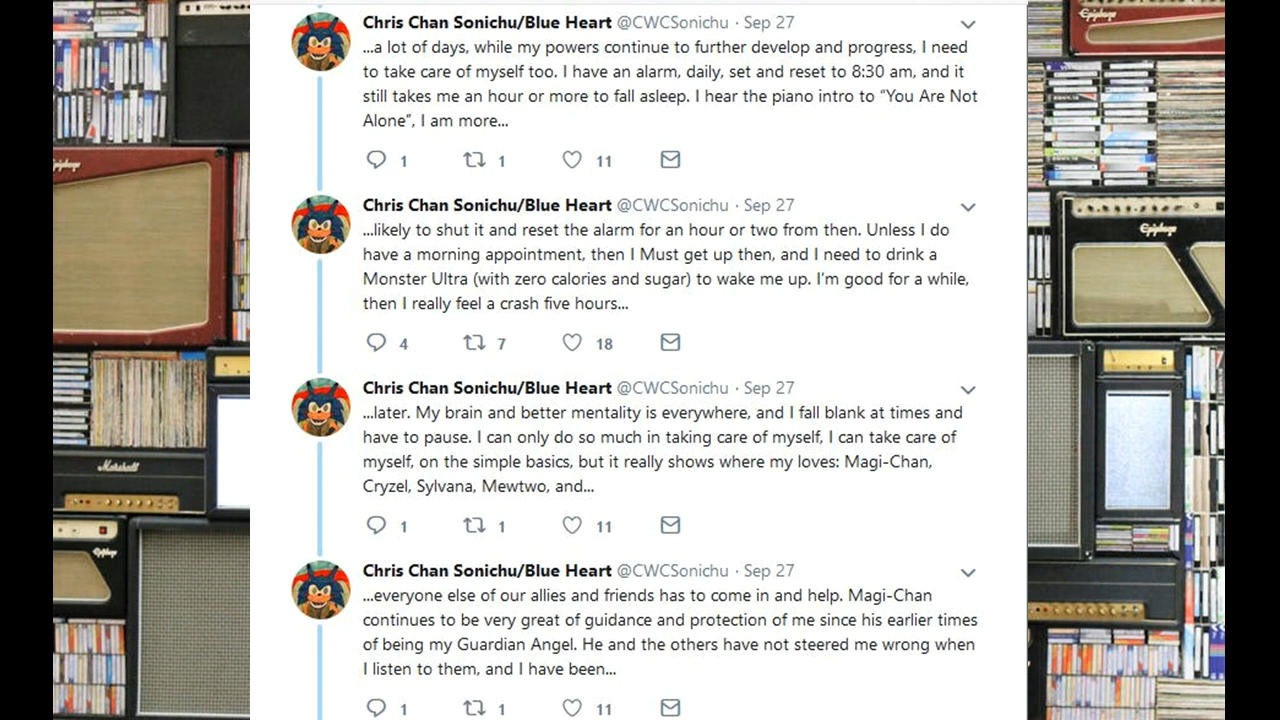 Chris Chan Sonichu/Blue Heart @CWCSonichu · Sep 27
...a lot of days, while my powers continue to further develop and progress, I need
to take care of myself too. I have an alarm, daily, set and reset to 8:30 am, and it
still takes me an hour or more to fall asleep. I hear the piano intro to "You Are Not
Alone", I am more...
1 1 11
Chris Chan Sonichu/Blue Heart @CWCSonichu · Sep 27
...likely to shut it and reset the alarm for an hour or two from then. Unless I do
have a morning appointment, then I Must get up then, and I need to drink a
Monster Ultra (with zero calories and sugar) to wake me up. I'm good for a while,
then I really feel a crash five hours...
4 7 18
Chris Chan Sonichu/Blue Heart @CWCSonichu · Sep 27
...later. My brain and better mentality is everywhere, and I fall blank at times and
have to pause. I can only do so much in taking care of myself, I can take care of
myself, on the simple basics, but it really shows where my loves: Magi-Chan,
Cryzel, Sylvana, Mewtwo, and...
1 1 11
Chris Chan Sonichu/Blue Heart @CWCSonichu · Sep 27
...everyone else of our allies and friends has to come in and help. Magi-Chan
continues to be very great of guidance and protection of me since his earlier times
of being my Guardian Angel. He and the others have not steered me wrong when
I listen to them, and I have been...
1 1 11
Epiphone
Epiphone
Marshall
Epiphone
Epiphone